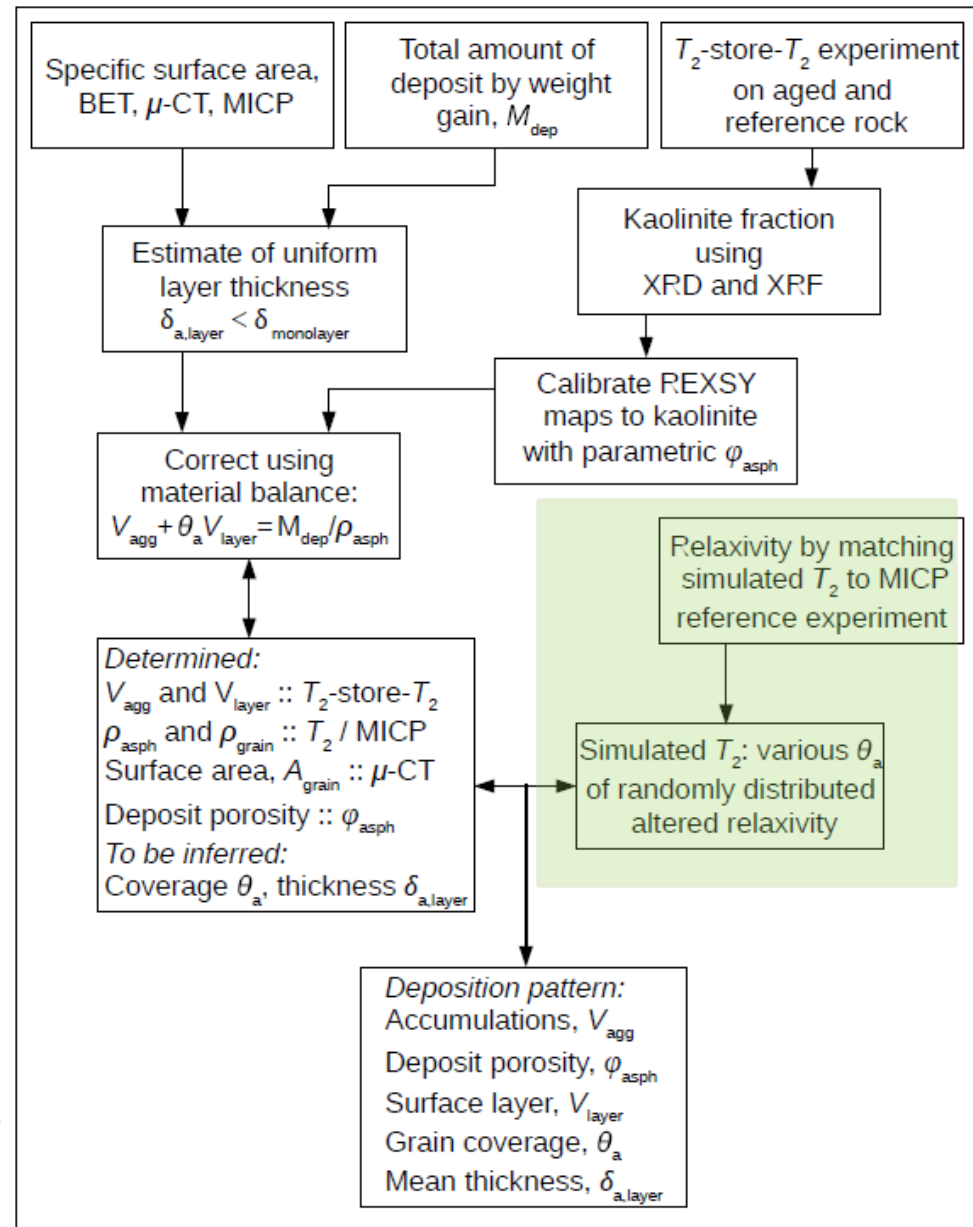 Specific surface area,
BET, μ-CT, MICP
Total amount of
deposit by weight
gain, M_dep
T₂-store-T₂ experiment
on aged and
reference rock
Estimate of uniform
layer thickness
δ_a,layer < δ_monolayer
Kaolinite fraction
using
XRD and XRF
Calibrate REXSY
maps to kaolinite
with parametric φ_asph
Correct using
material balance:
V_agg + θ_a V_layer = M_dep/ρ_asph
Relaxivity by matching
simulated T₂ to MICP
reference experiment
Determined:
V_agg and V_layer :: T₂-store-T₂
ρ_asph and ρ_grain :: T₂ / MICP
Surface area, A_grain :: μ-CT
Deposit porosity :: φ_asph
To be inferred:
Coverage θ_a, thickness δ_a,layer
Simulated T₂: various θ_a
of randomly distributed
altered relaxivity
Deposition pattern:
Accumulations, V_agg
Deposit porosity, φ_asph
Surface layer, V_layer
Grain coverage, θ_a
Mean thickness, δ_a,layer